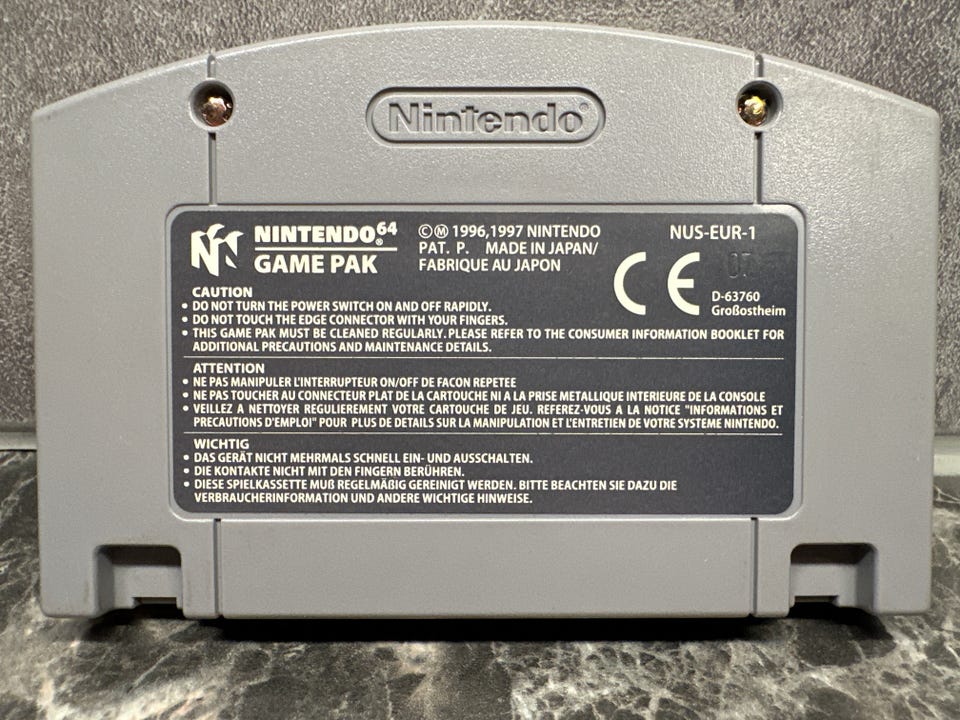 Nintendo®
NINTENDO64®
GAME PAK
©Ⓜ 1996,1997 NINTENDO
PAT. P. MADE IN JAPAN/
FABRIQUE AU JAPON
NUS-EUR-1
CE
07
D-63760
Großostheim
CAUTION
• DO NOT TURN THE POWER SWITCH ON AND OFF RAPIDLY.
• DO NOT TOUCH THE EDGE CONNECTOR WITH YOUR FINGERS.
• THIS GAME PAK MUST BE CLEANED REGULARLY. PLEASE REFER TO THE CONSUMER INFORMATION BOOKLET FOR
ADDITIONAL PRECAUTIONS AND MAINTENANCE DETAILS.
ATTENTION
• NE PAS MANIPULER L'INTERRUPTEUR ON/OFF DE FACON REPETEE
• NE PAS TOUCHER AU CONNECTEUR PLAT DE LA CARTOUCHE NI A LA PRISE METALLIQUE INTERIEURE DE LA CONSOLE
• VEILLEZ A NETTOYER REGULIEREMENT VOTRE CARTOUCHE DE JEU. REFEREZ-VOUS A LA NOTICE "INFORMATIONS ET
PRECAUTIONS D'EMPLOI" POUR PLUS DE DETAILS SUR LA MANIPULATION ET L'ENTRETIEN DE VOTRE SYSTEME NINTENDO.
WICHTIG
• DAS GERÄT NICHT MEHRMALS SCHNELL EIN- UND AUSSCHALTEN.
• DIE KONTAKTE NICHT MIT DEN FINGERN BERÜHREN.
• DIESE SPIELKASSETTE MUß REGELMÄßIG GEREINIGT WERDEN. BITTE BEACHTEN SIE DAZU DIE
VERBRAUCHERINFORMATION UND ANDERE WICHTIGE HINWEISE.